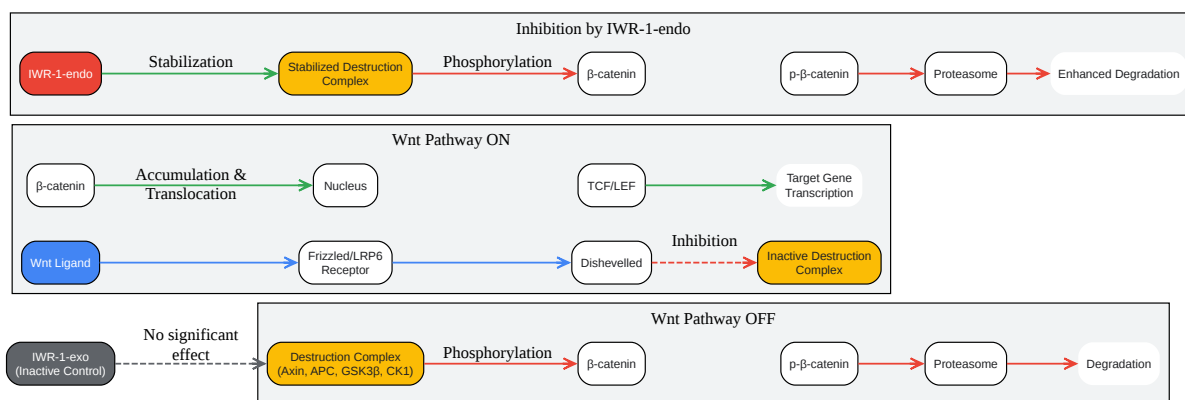 Inhibition by IWR-1-endo
IWR-1-endo
Stabilization
Stabilized Destruction
Complex
Phosphorylation
β-catenin
p-β-catenin
Proteasome
Enhanced Degradation
Wnt Pathway ON
β-catenin
Accumulation &
Translocation
Nucleus
TCF/LEF
Target Gene
Transcription
Wnt Ligand
Frizzled/LRP6
Receptor
Dishevelled
Inhibition
Inactive Destruction
Complex
Wnt Pathway OFF
IWR-1-exo
(Inactive Control)
No significant
effect
Destruction Complex
(Axin, APC, GSK3β, CK1)
Phosphorylation
β-catenin
p-β-catenin
Proteasome
Degradation